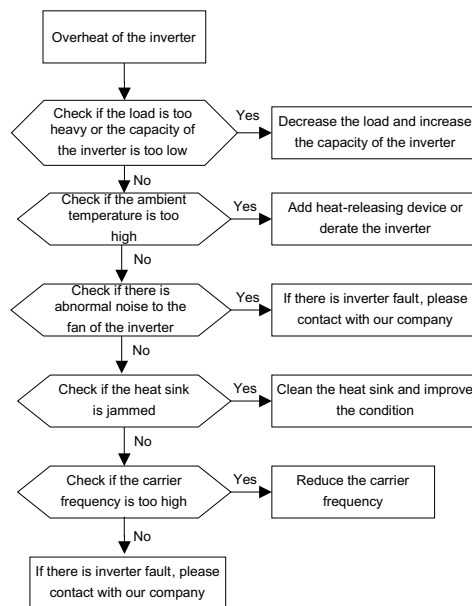 Overheat of the inverter
Check if the load is too
heavy or the capacity of
the inverter is too low
Yes
Decrease the load and increase
the capacity of the inverter
No
Check if the ambient
temperature is too
high
Yes
Add heat-releasing device or
derate the inverter
No
Check if there is
abnormal noise to the
fan of the inverter
Yes
If there is inverter fault, please
contact with our company
No
Check if the heat sink
is jammed
Yes
Clean the heat sink and improve
the condition
No
Check if the carrier
frequency is too high
Yes
Reduce the carrier
frequency
No
If there is inverter fault, please
contact with our company